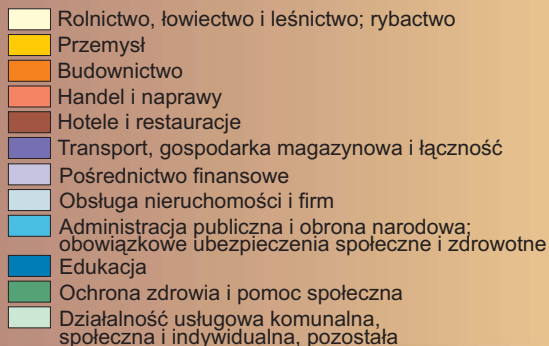 Rolnictwo, łowiectwo i leśnictwo; rybactwo
Przemysł
Budownictwo
Handel i naprawy
Hotele i restauracje
Transport, gospodarka magazynowa i łączność
Pośrednictwo finansowe
Obsługa nieruchomości i firm
Administracja publiczna i obrona narodowa;
obowiązkowe ubezpieczenia społeczne i zdrowotne
Edukacja
Ochrona zdrowia i pomoc społeczna
Działalność usługowa komunalna,
społeczna i indywidualna, pozostała